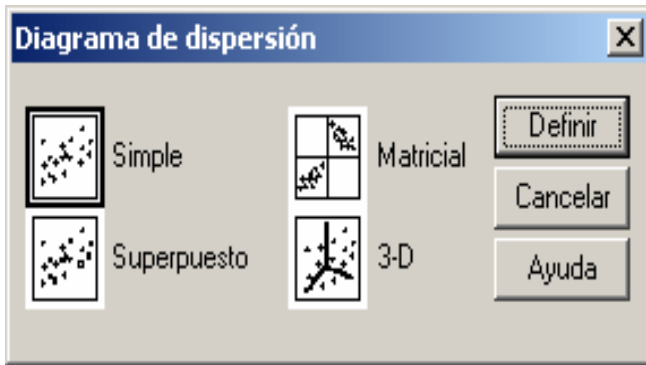 Diagrama de dispersión
Simple
Matricial
Definir
Cancelar
Superpuesto
3-D
Ayuda